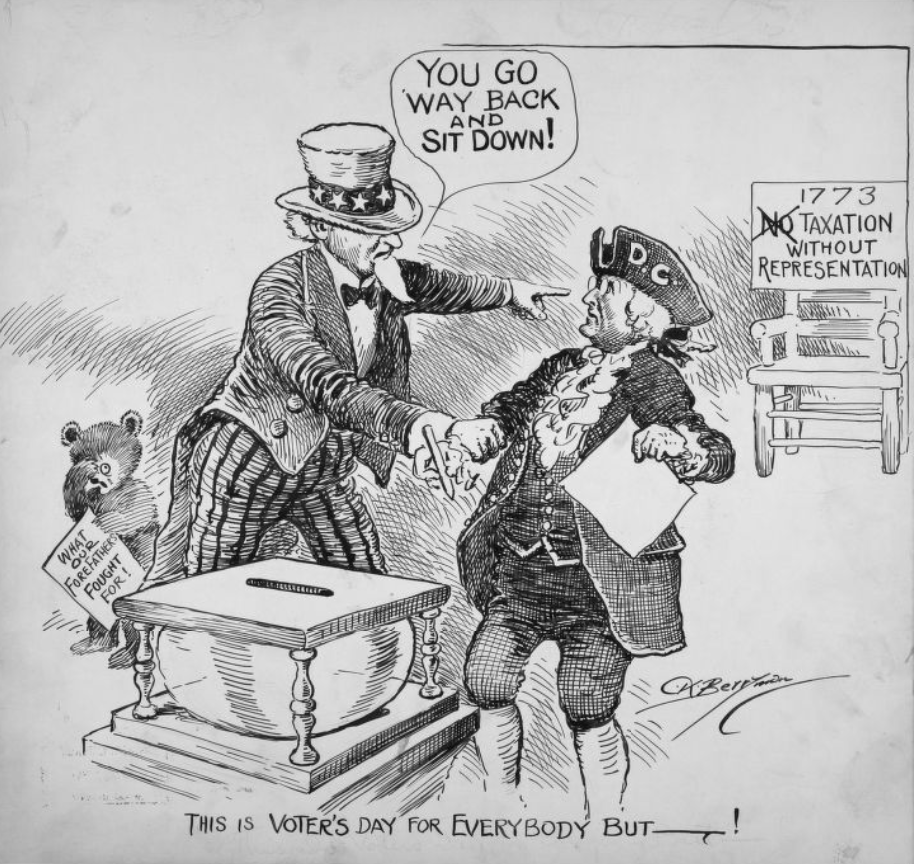 YOU GO
'WAY BACK
AND
SIT DOWN!
D.C.
1773
NO TAXATION
WITHOUT
REPRESENTATION
WHAT
OUR
FOREFATHERS
FOUGHT
FOR!
CK Berryman
THIS IS VOTER'S DAY FOR EVERYBODY BUT——!